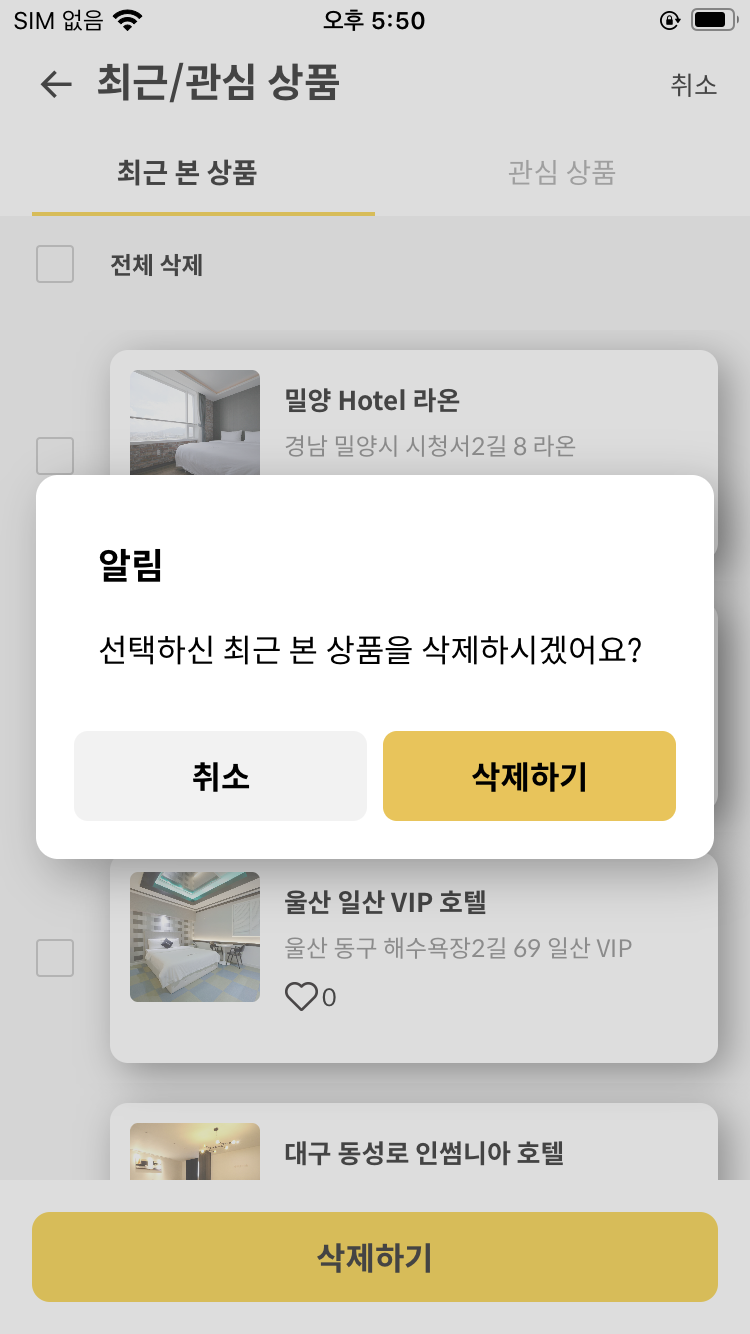 SIM 없음 오후 5:50
최근/관심 상품 취소
최근 본 상품 관심 상품
전체 삭제
밀양 Hotel 라온
경남 밀양시 시청서2길 8 라온
알림
선택하신 최근 본 상품을 삭제하시겠어요?
취소 삭제하기
울산 일산 VIP 호텔
울산 동구 해수욕장2길 69 일산 VIP
0
대구 동성로 인썸니아 호텔
삭제하기